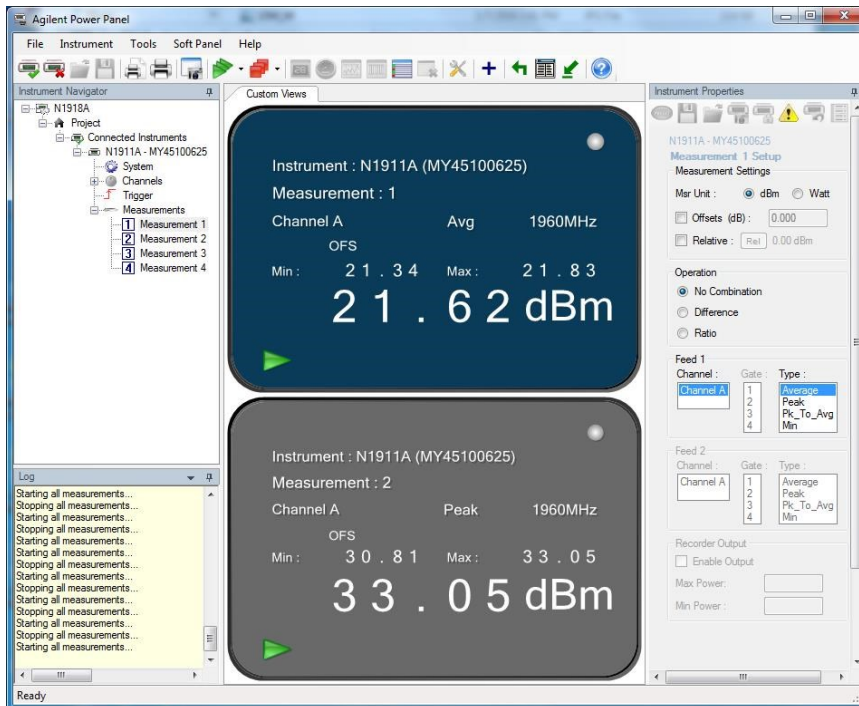 Agilent Power Panel
File Instrument Tools Soft Panel Help
Instrument Navigator
N1918A
Project
Connected Instruments
N1911A - MY45100625
System
Channels
Trigger
Measurements
1 Measurement 1
2 Measurement 2
3 Measurement 3
4 Measurement 4
Log
Starting all measurements...
Stopping all measurements...
Starting all measurements...
Stopping all measurements...
Starting all measurements...
Stopping all measurements...
Starting all measurements...
Stopping all measurements...
Starting all measurements...
Stopping all measurements...
Starting all measurements...
Stopping all measurements...
Starting all measurements...
Custom Views
Instrument : N1911A (MY45100625)
Measurement : 1
Channel A Avg 1960MHz
OFS
Min : 21.34 Max : 21.83
21.62 dBm
Instrument : N1911A (MY45100625)
Measurement : 2
Channel A Peak 1960MHz
OFS
Min : 30.81 Max : 33.05
33.05 dBm
Instrument Properties
N1911A - MY45100625
Measurement 1 Setup
Measurement Settings
Msr Unit : dBm Watt
Offsets (dB) : 0.000
Relative : Rel 0.00 dBm
Operation
No Combination
Difference
Ratio
Feed 1
Channel : Gate : Type :
Channel A 1 Average
2 Peak
3 Pk_To_Avg
4 Min
Feed 2
Channel : Gate : Type :
Channel A 1 Average
2 Peak
3 Pk_To_Avg
4 Min
Recorder Output
Enable Output
Max Power:
Min Power :
Ready